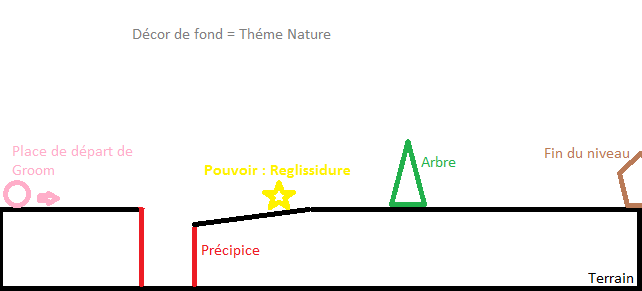 Décor de fond = Théme Nature
Place de départ de
Groom
Pouvoir : Reglissidure
Arbre
Fin du niveau
Précipice
Terrain